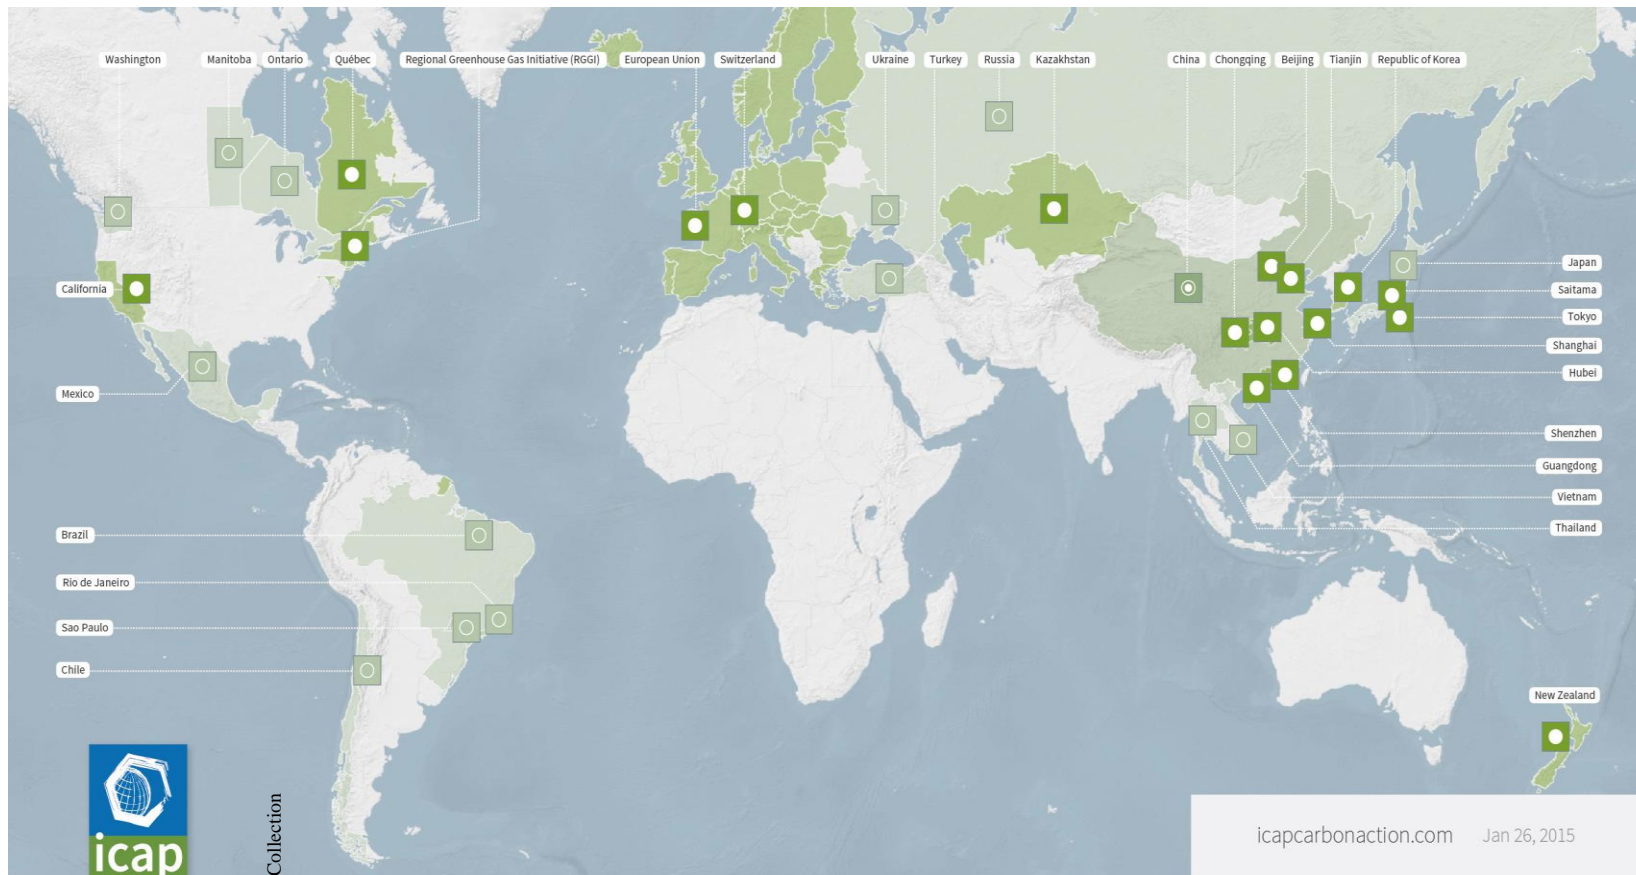 Washington
Manitoba
Ontario
Québec
Regional Greenhouse Gas Initiative (RGGI)
European Union
Switzerland
Ukraine
Turkey
Russia
Kazakhstan
China
Chongqing
Beijing
Tianjin
Republic of Korea
California
Mexico
Japan
Saitama
Tokyo
Shanghai
Hubei
Shenzhen
Guangdong
Vietnam
Thailand
Brazil
Rio de Janeiro
Sao Paulo
Chile
New Zealand
icap
Collection
icapcarbonaction.com Jan 26, 2015